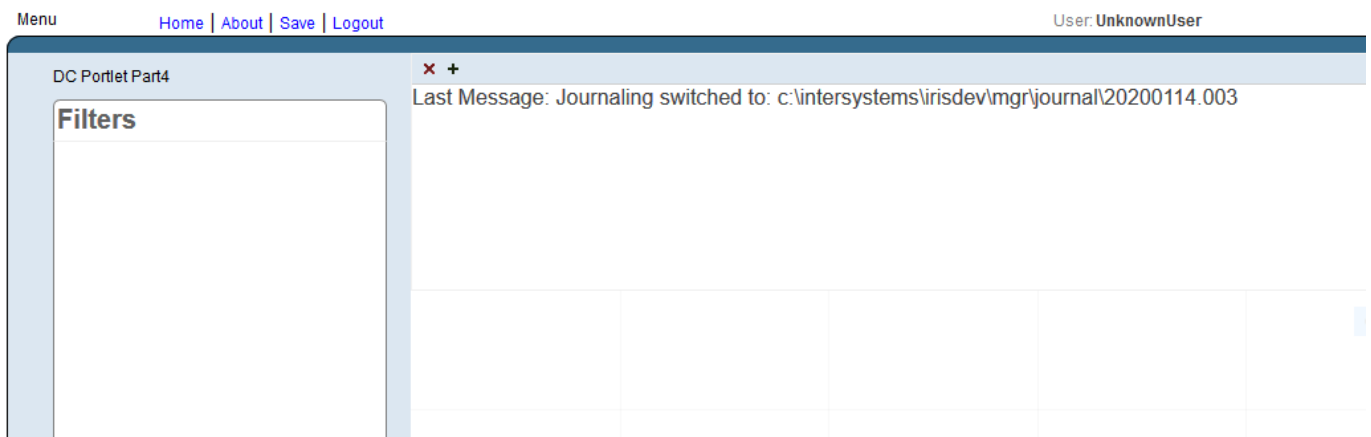 Menu
Home | About | Save | Logout
User: UnknownUser
DC Portlet Part4
Last Message: Journaling switched to: c:\intersystems\irisdev\mgr\journal\20200114.003
Filters